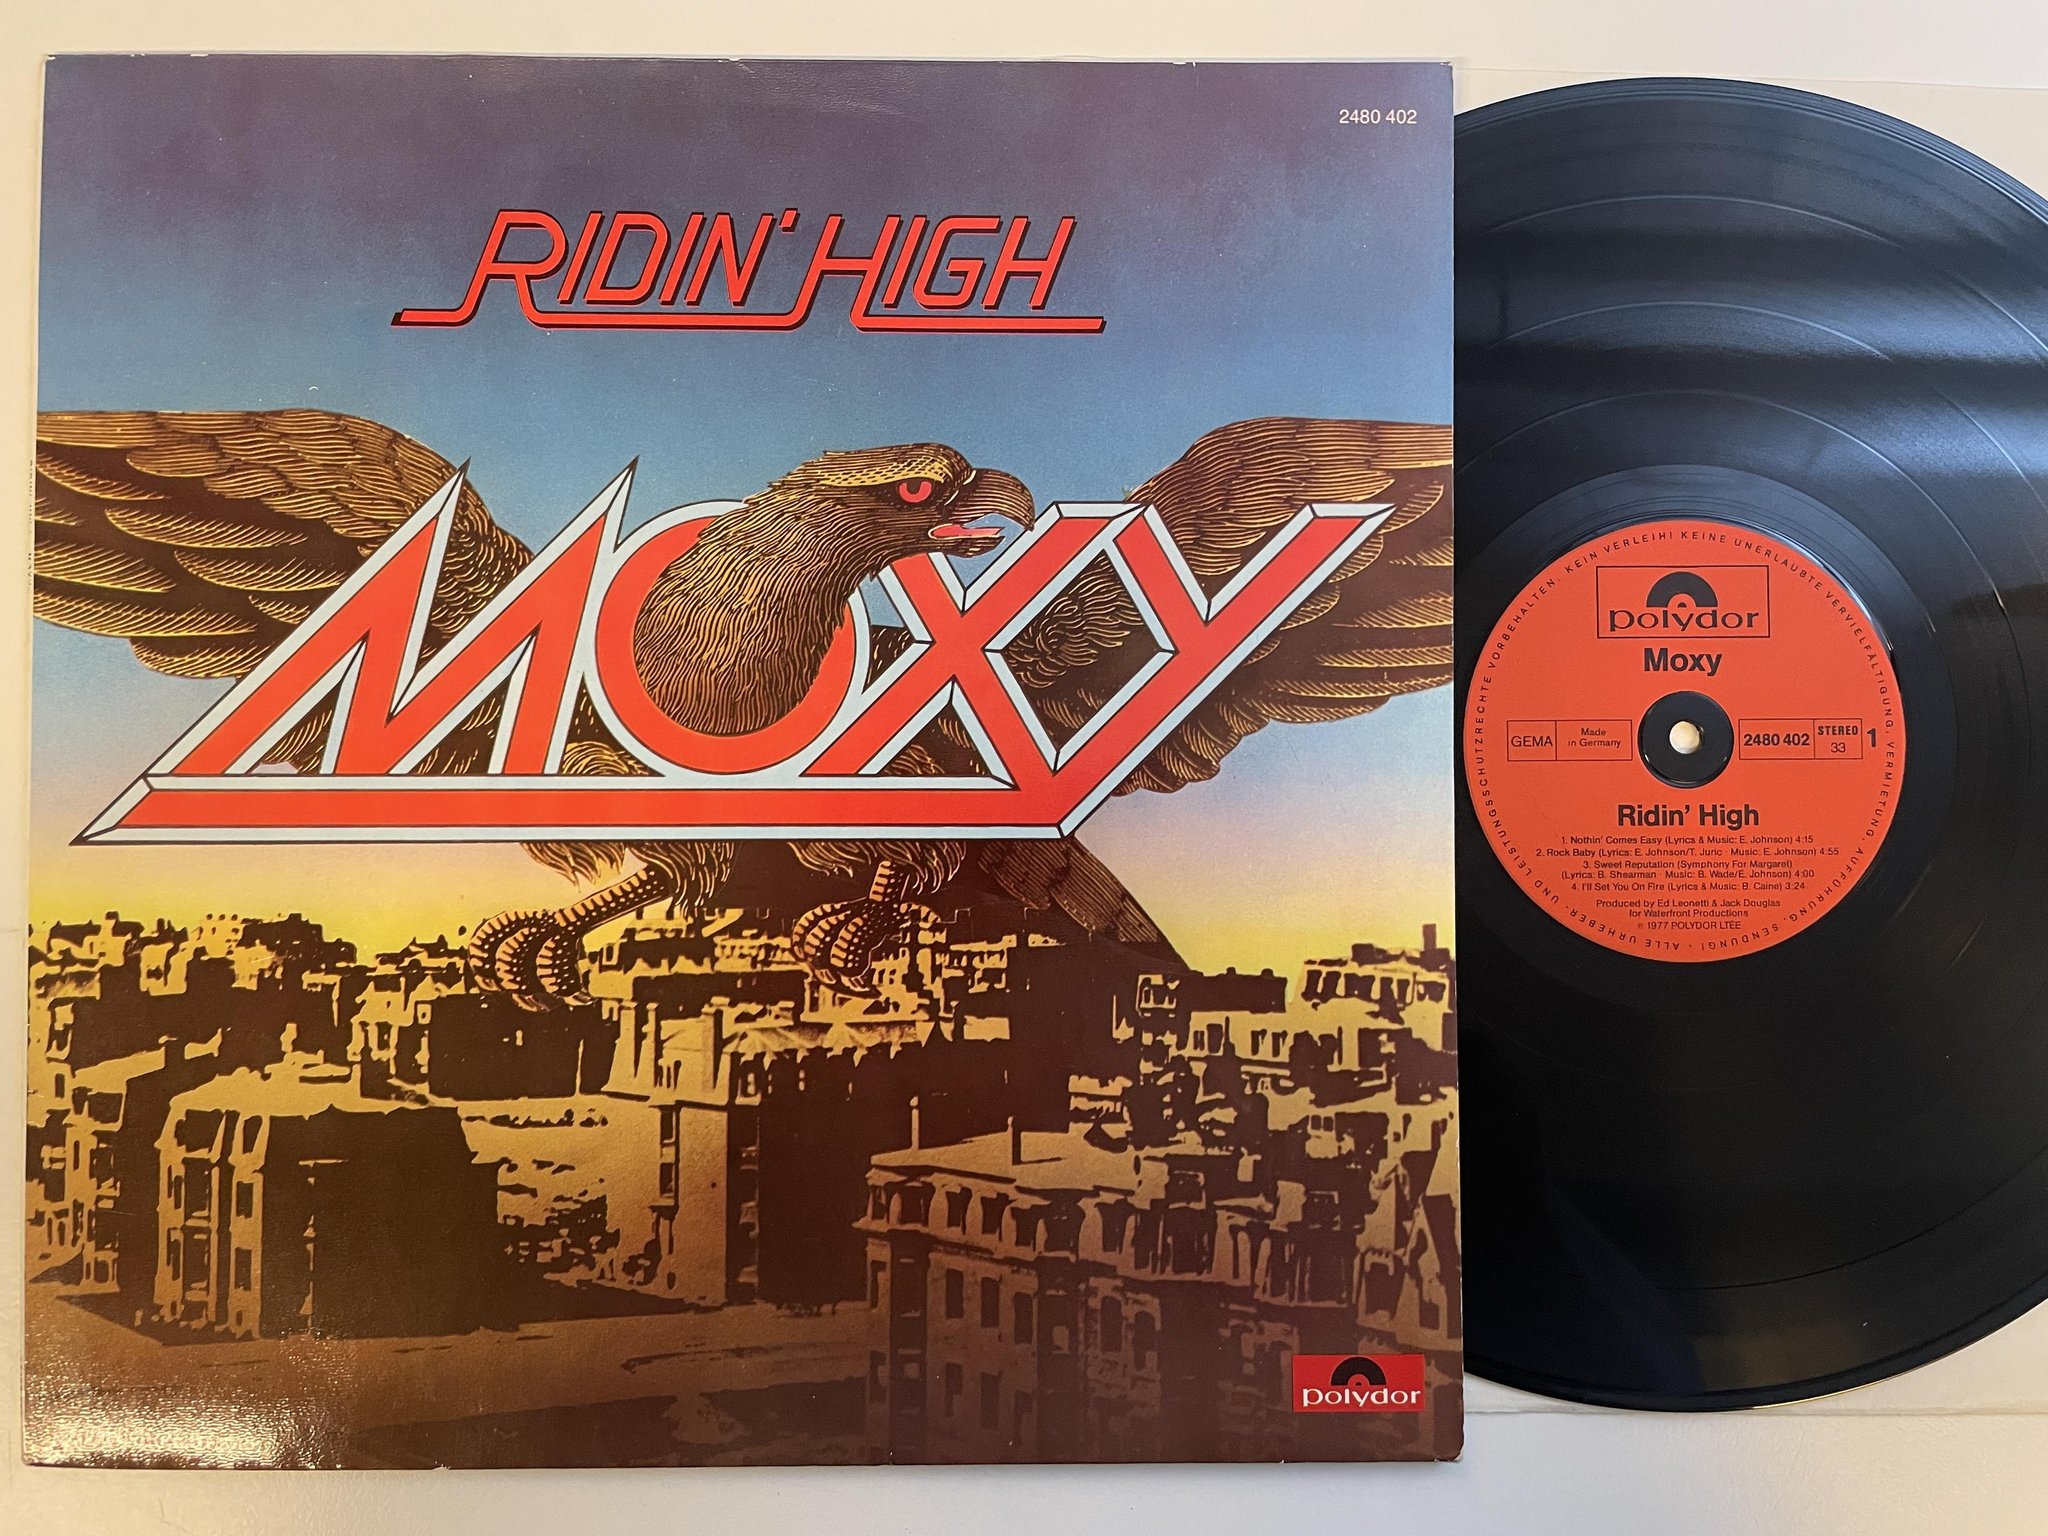 2480 402
RIDIN' HIGH
MOXY
polydor
polydor
Moxy
GEMA
Made
in Germany
2480 402
STEREO
33
1
Ridin' High
1. Nothin' Comes Easy (Lyrics & Music: E. Johnson) 4:15
2. Rock Baby (Lyrics: E. Johnson/T. Juric · Music: E. Johnson) 4:55
3. Sweet Reputation (Symphony For Margaret)
(Lyrics: B. Shearman · Music: B. Wade/E. Johnson) 4:00
4. I'll Set You On Fire (Lyrics & Music: B. Caine) 3:24
Produced by Ed Leonetti & Jack Douglas
for Waterfront Productions
℗ 1977 POLYDOR LTEE
ALLE URHEBER- UND LEISTUNGSSCHUTZRECHTE VORBEHALTEN. KEIN VERLEIH! KEINE UNERLAUBTE VERVIELFÄLTIGUNG, VERMIETUNG, AUFFÜHRUNG, SENDUNG!